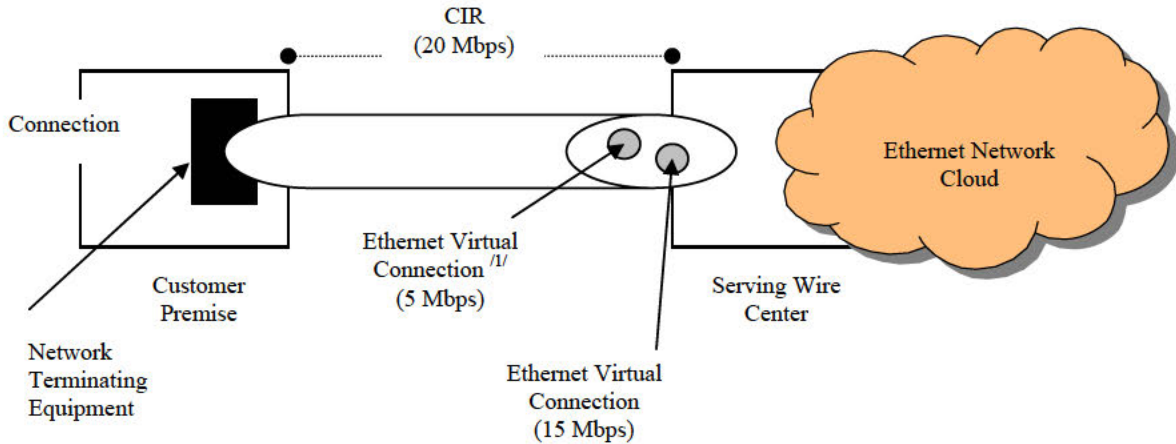 CIR
(20 Mbps)
Connection
Ethernet Network
Cloud
Ethernet Virtual
Connection /1/
(5 Mbps)
Customer
Premise
Serving Wire
Center
Network
Terminating
Equipment
Ethernet Virtual
Connection
(15 Mbps)